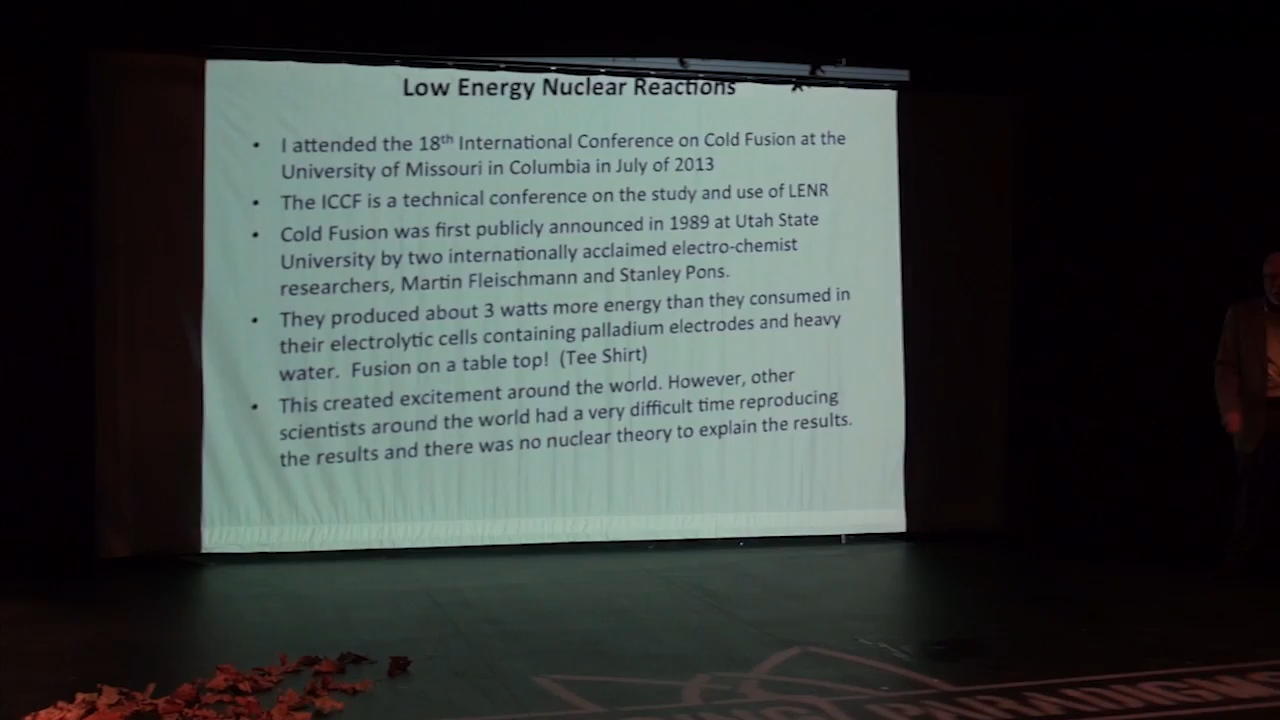 Low Energy Nuclear Reactions
• I attended the 18th International Conference on Cold Fusion at the
University of Missouri in Columbia in July of 2013
• The ICCF is a technical conference on the study and use of LENR
• Cold Fusion was first publicly announced in 1989 at Utah State
University by two internationally acclaimed electro-chemist
researchers, Martin Fleischmann and Stanley Pons.
• They produced about 3 watts more energy than they consumed in
their electrolytic cells containing palladium electrodes and heavy
water. Fusion on a table top! (Tee Shirt)
• This created excitement around the world. However, other
scientists around the world had a very difficult time reproducing
the results and there was no nuclear theory to explain the results.
PARADIGMS